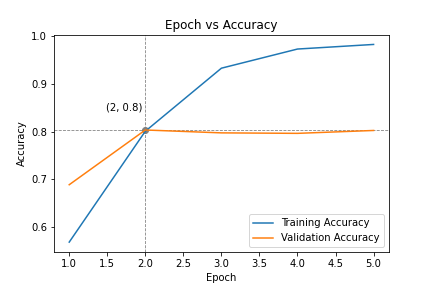 Epoch vs Accuracy
1.0
0.9
(2, 0.8)
0.8
0.7
0.6
Accuracy
Training Accuracy
Validation Accuracy
1.0 1.5 2.0 2.5 3.0 3.5 4.0 4.5 5.0
Epoch